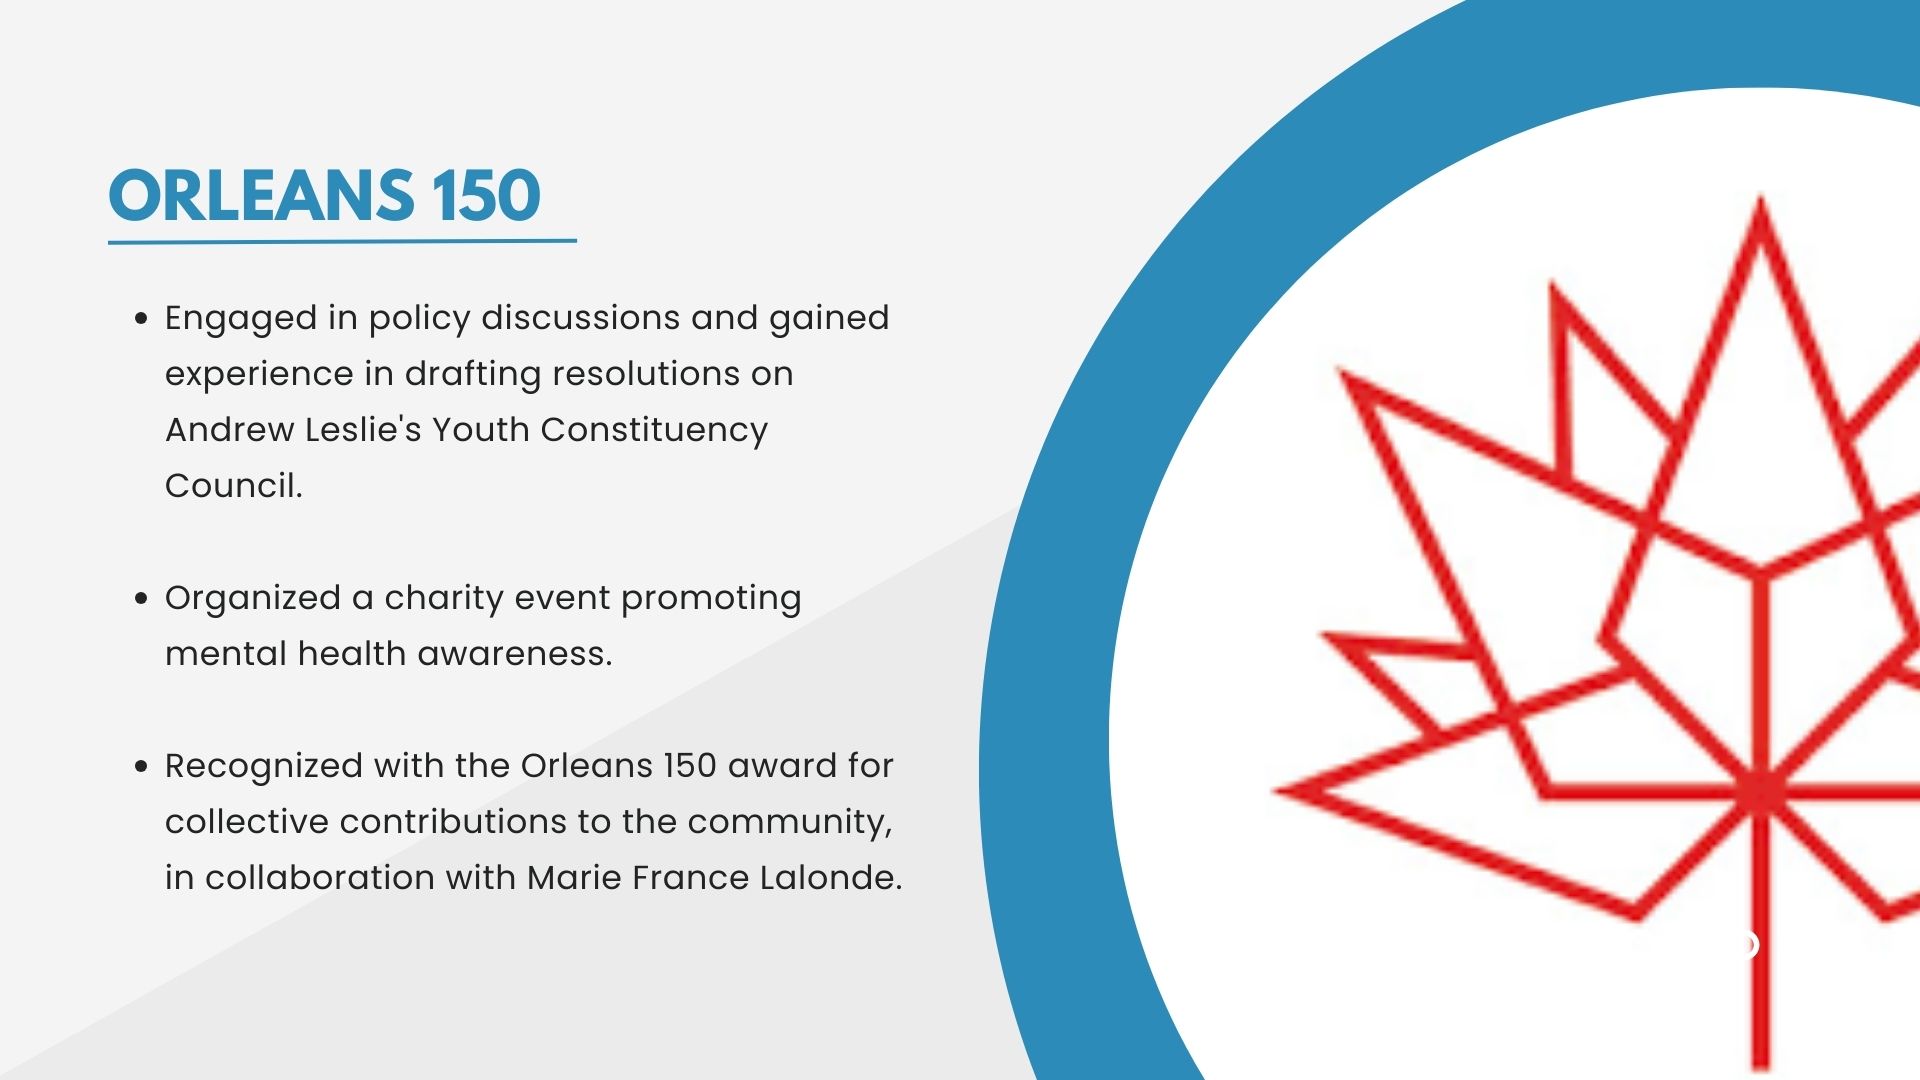 ORLEANS 150
• Engaged in policy discussions and gained
experience in drafting resolutions on
Andrew Leslie's Youth Constituency
Council.
• Organized a charity event promoting
mental health awareness.
• Recognized with the Orleans 150 award for
collective contributions to the community,
in collaboration with Marie France Lalonde.